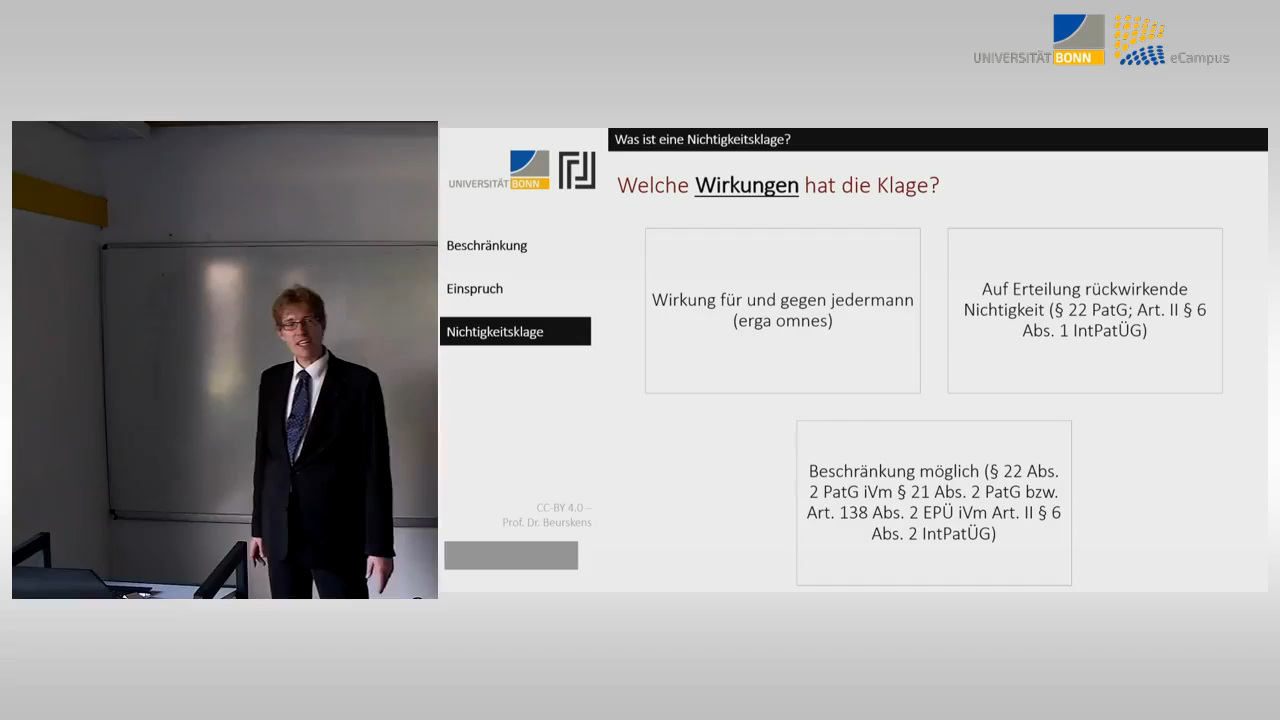 UNIVERSITÄT BONN
eCampus
UNIVERSITÄT BONN
Was ist eine Nichtigkeitsklage?
Welche Wirkungen hat die Klage?
Beschränkung
Einspruch
Nichtigkeitsklage
Wirkung für und gegen jedermann
(erga omnes)
Auf Erteilung rückwirkende
Nichtigkeit (§ 22 PatG; Art. II § 6
Abs. 1 IntPatÜG)
Beschränkung möglich (§ 22 Abs.
2 PatG iVm § 21 Abs. 2 PatG bzw.
Art. 138 Abs. 2 EPÜ iVm Art. II § 6
Abs. 2 IntPatÜG)
CC-BY 4.0 –
Prof. Dr. Beurskens